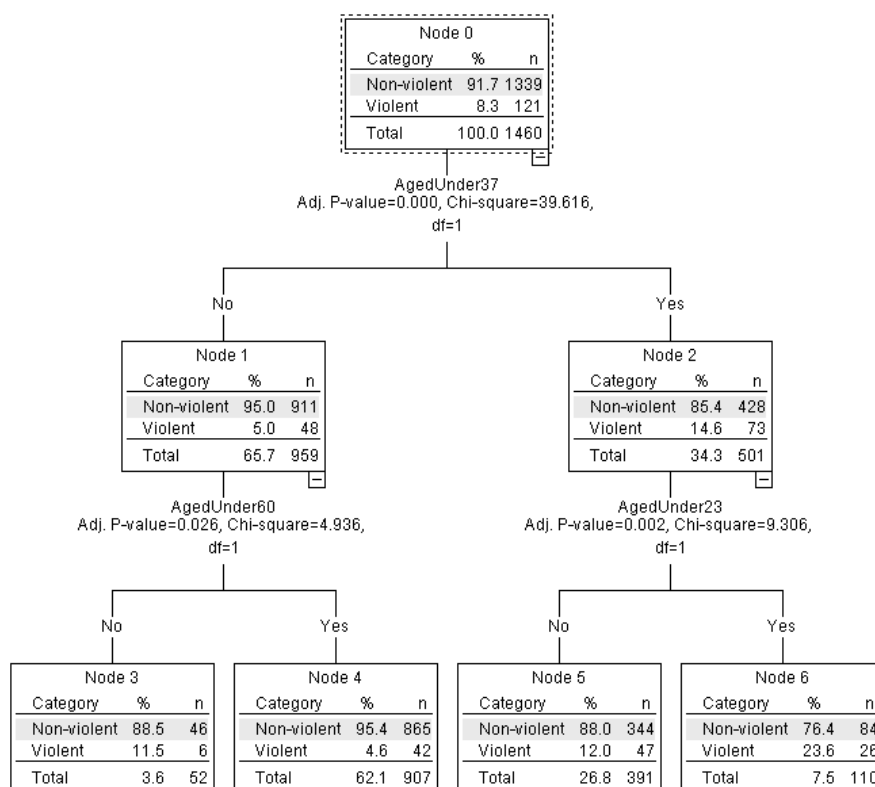 Node 0
Category % n
Non-violent 91.7 1339
Violent 8.3 121
Total 100.0 1460
AgedUnder37
Adj. P-value=0.000, Chi-square=39.616,
df=1
No
Yes
Node 1
Category % n
Non-violent 95.0 911
Violent 5.0 48
Total 65.7 959
Node 2
Category % n
Non-violent 85.4 428
Violent 14.6 73
Total 34.3 501
AgedUnder60
Adj. P-value=0.026, Chi-square=4.936,
df=1
AgedUnder23
Adj. P-value=0.002, Chi-square=9.306,
df=1
No
Yes
No
Yes
Node 3
Category % n
Non-violent 88.5 46
Violent 11.5 6
Total 3.6 52
Node 4
Category % n
Non-violent 95.4 865
Violent 4.6 42
Total 62.1 907
Node 5
Category % n
Non-violent 88.0 344
Violent 12.0 47
Total 26.8 391
Node 6
Category % n
Non-violent 76.4 84
Violent 23.6 26
Total 7.5 110